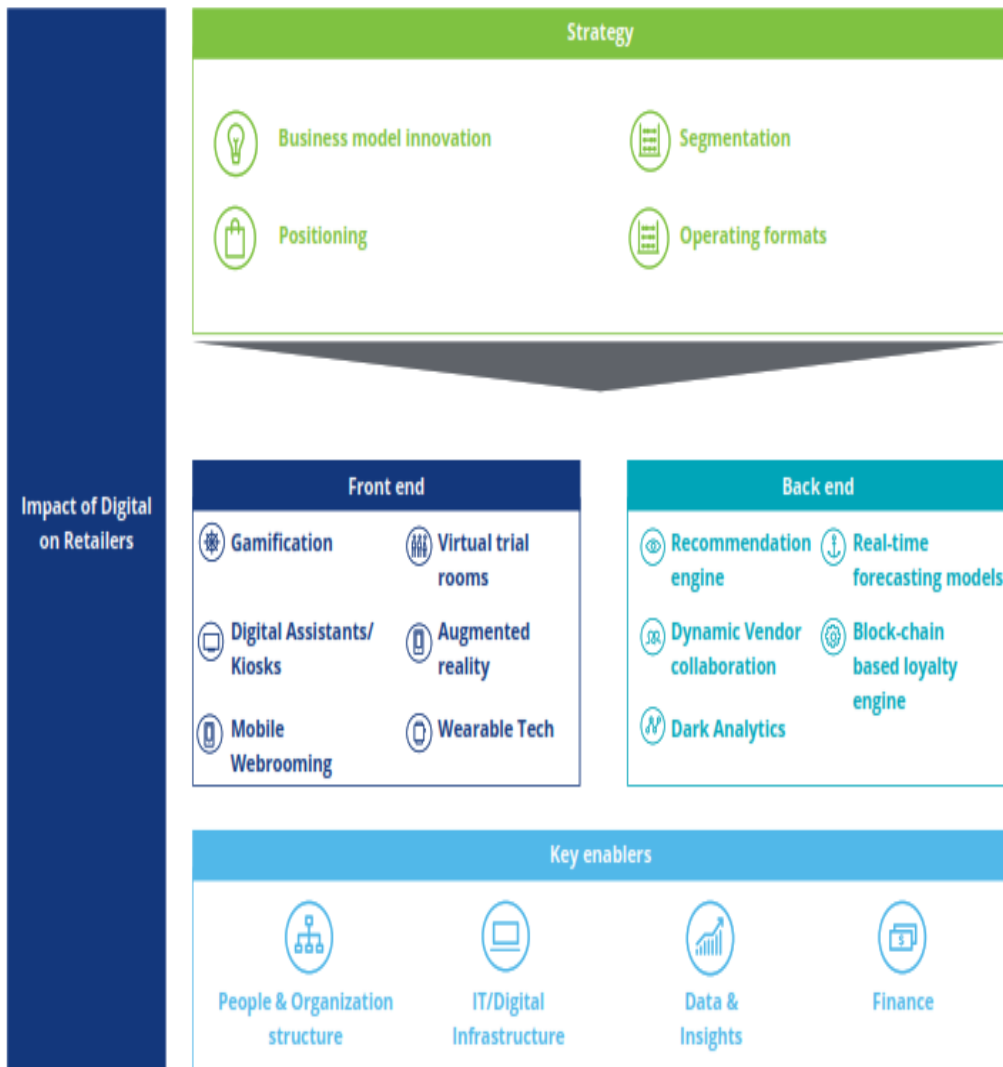 Impact of Digital
on Retailers
Strategy
Business model innovation
Segmentation
Positioning
Operating formats
Front end
Gamification
Virtual trial
rooms
Digital Assistants/
Kiosks
Augmented
reality
Mobile
Webrooming
Wearable Tech
Back end
Recommendation
engine
Real-time
forecasting models
Dynamic Vendor
collaboration
Block-chain
based loyalty
engine
Dark Analytics
Key enablers
People & Organization
structure
IT/Digital
Infrastructure
Data &
Insights
Finance